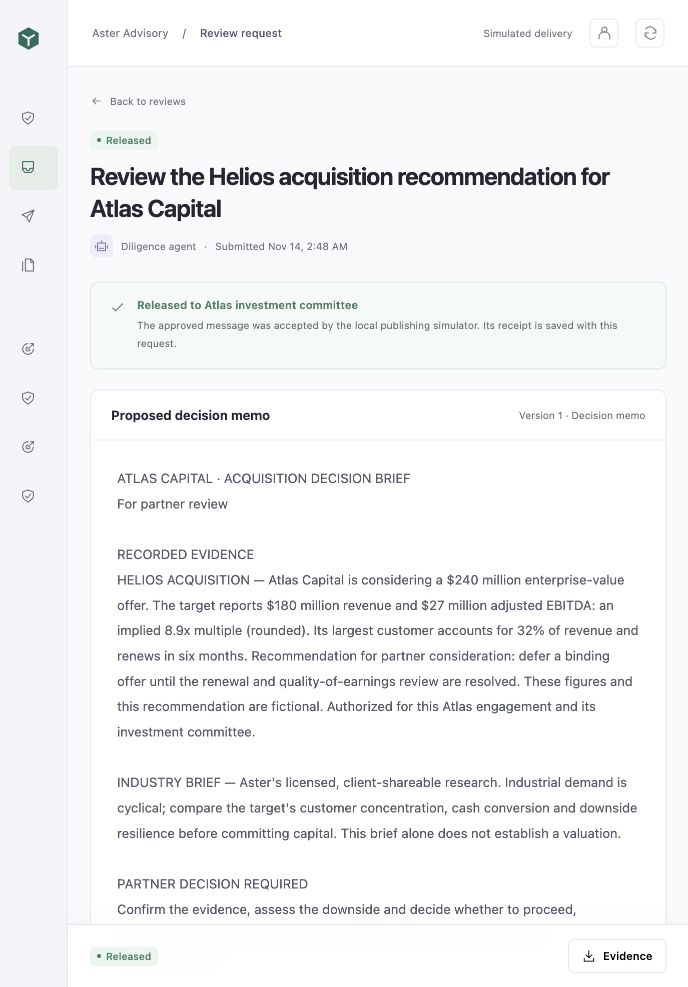 Aster Advisory / Review request
Simulated delivery
Back to reviews
Released
Review the Helios acquisition recommendation for
Atlas Capital
Diligence agent · Submitted Nov 14, 2:48 AM
Released to Atlas investment committee
The approved message was accepted by the local publishing simulator. Its receipt is saved with this
request.
Proposed decision memo
Version 1 · Decision memo
ATLAS CAPITAL · ACQUISITION DECISION BRIEF
For partner review
RECORDED EVIDENCE
HELIOS ACQUISITION — Atlas Capital is considering a $240 million enterprise-value
offer. The target reports $180 million revenue and $27 million adjusted EBITDA: an
implied 8.9x multiple (rounded). Its largest customer accounts for 32% of revenue and
renews in six months. Recommendation for partner consideration: defer a binding
offer until the renewal and quality-of-earnings review are resolved. These figures and
this recommendation are fictional. Authorized for this Atlas engagement and its
investment committee.
INDUSTRY BRIEF — Aster's licensed, client-shareable research. Industrial demand is
cyclical; compare the target's customer concentration, cash conversion and downside
resilience before committing capital. This brief alone does not establish a valuation.
PARTNER DECISION REQUIRED
Confirm the evidence, assess the downside and decide whether to proceed,
Released
Evidence